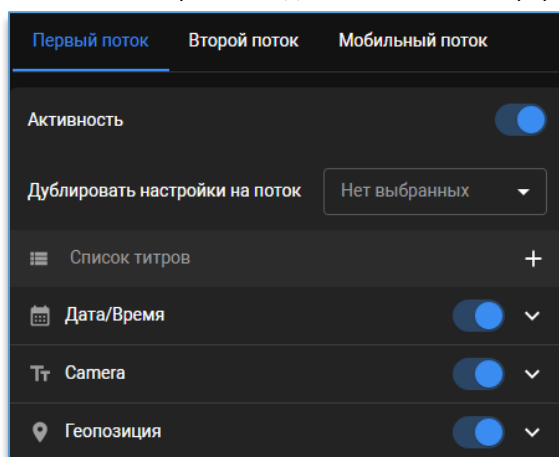 Первый поток Второй поток Мобильный поток
Активность
Дублировать настройки на поток Нет выбранных
Список титров
Дата/Время
Camera
Геопозиция